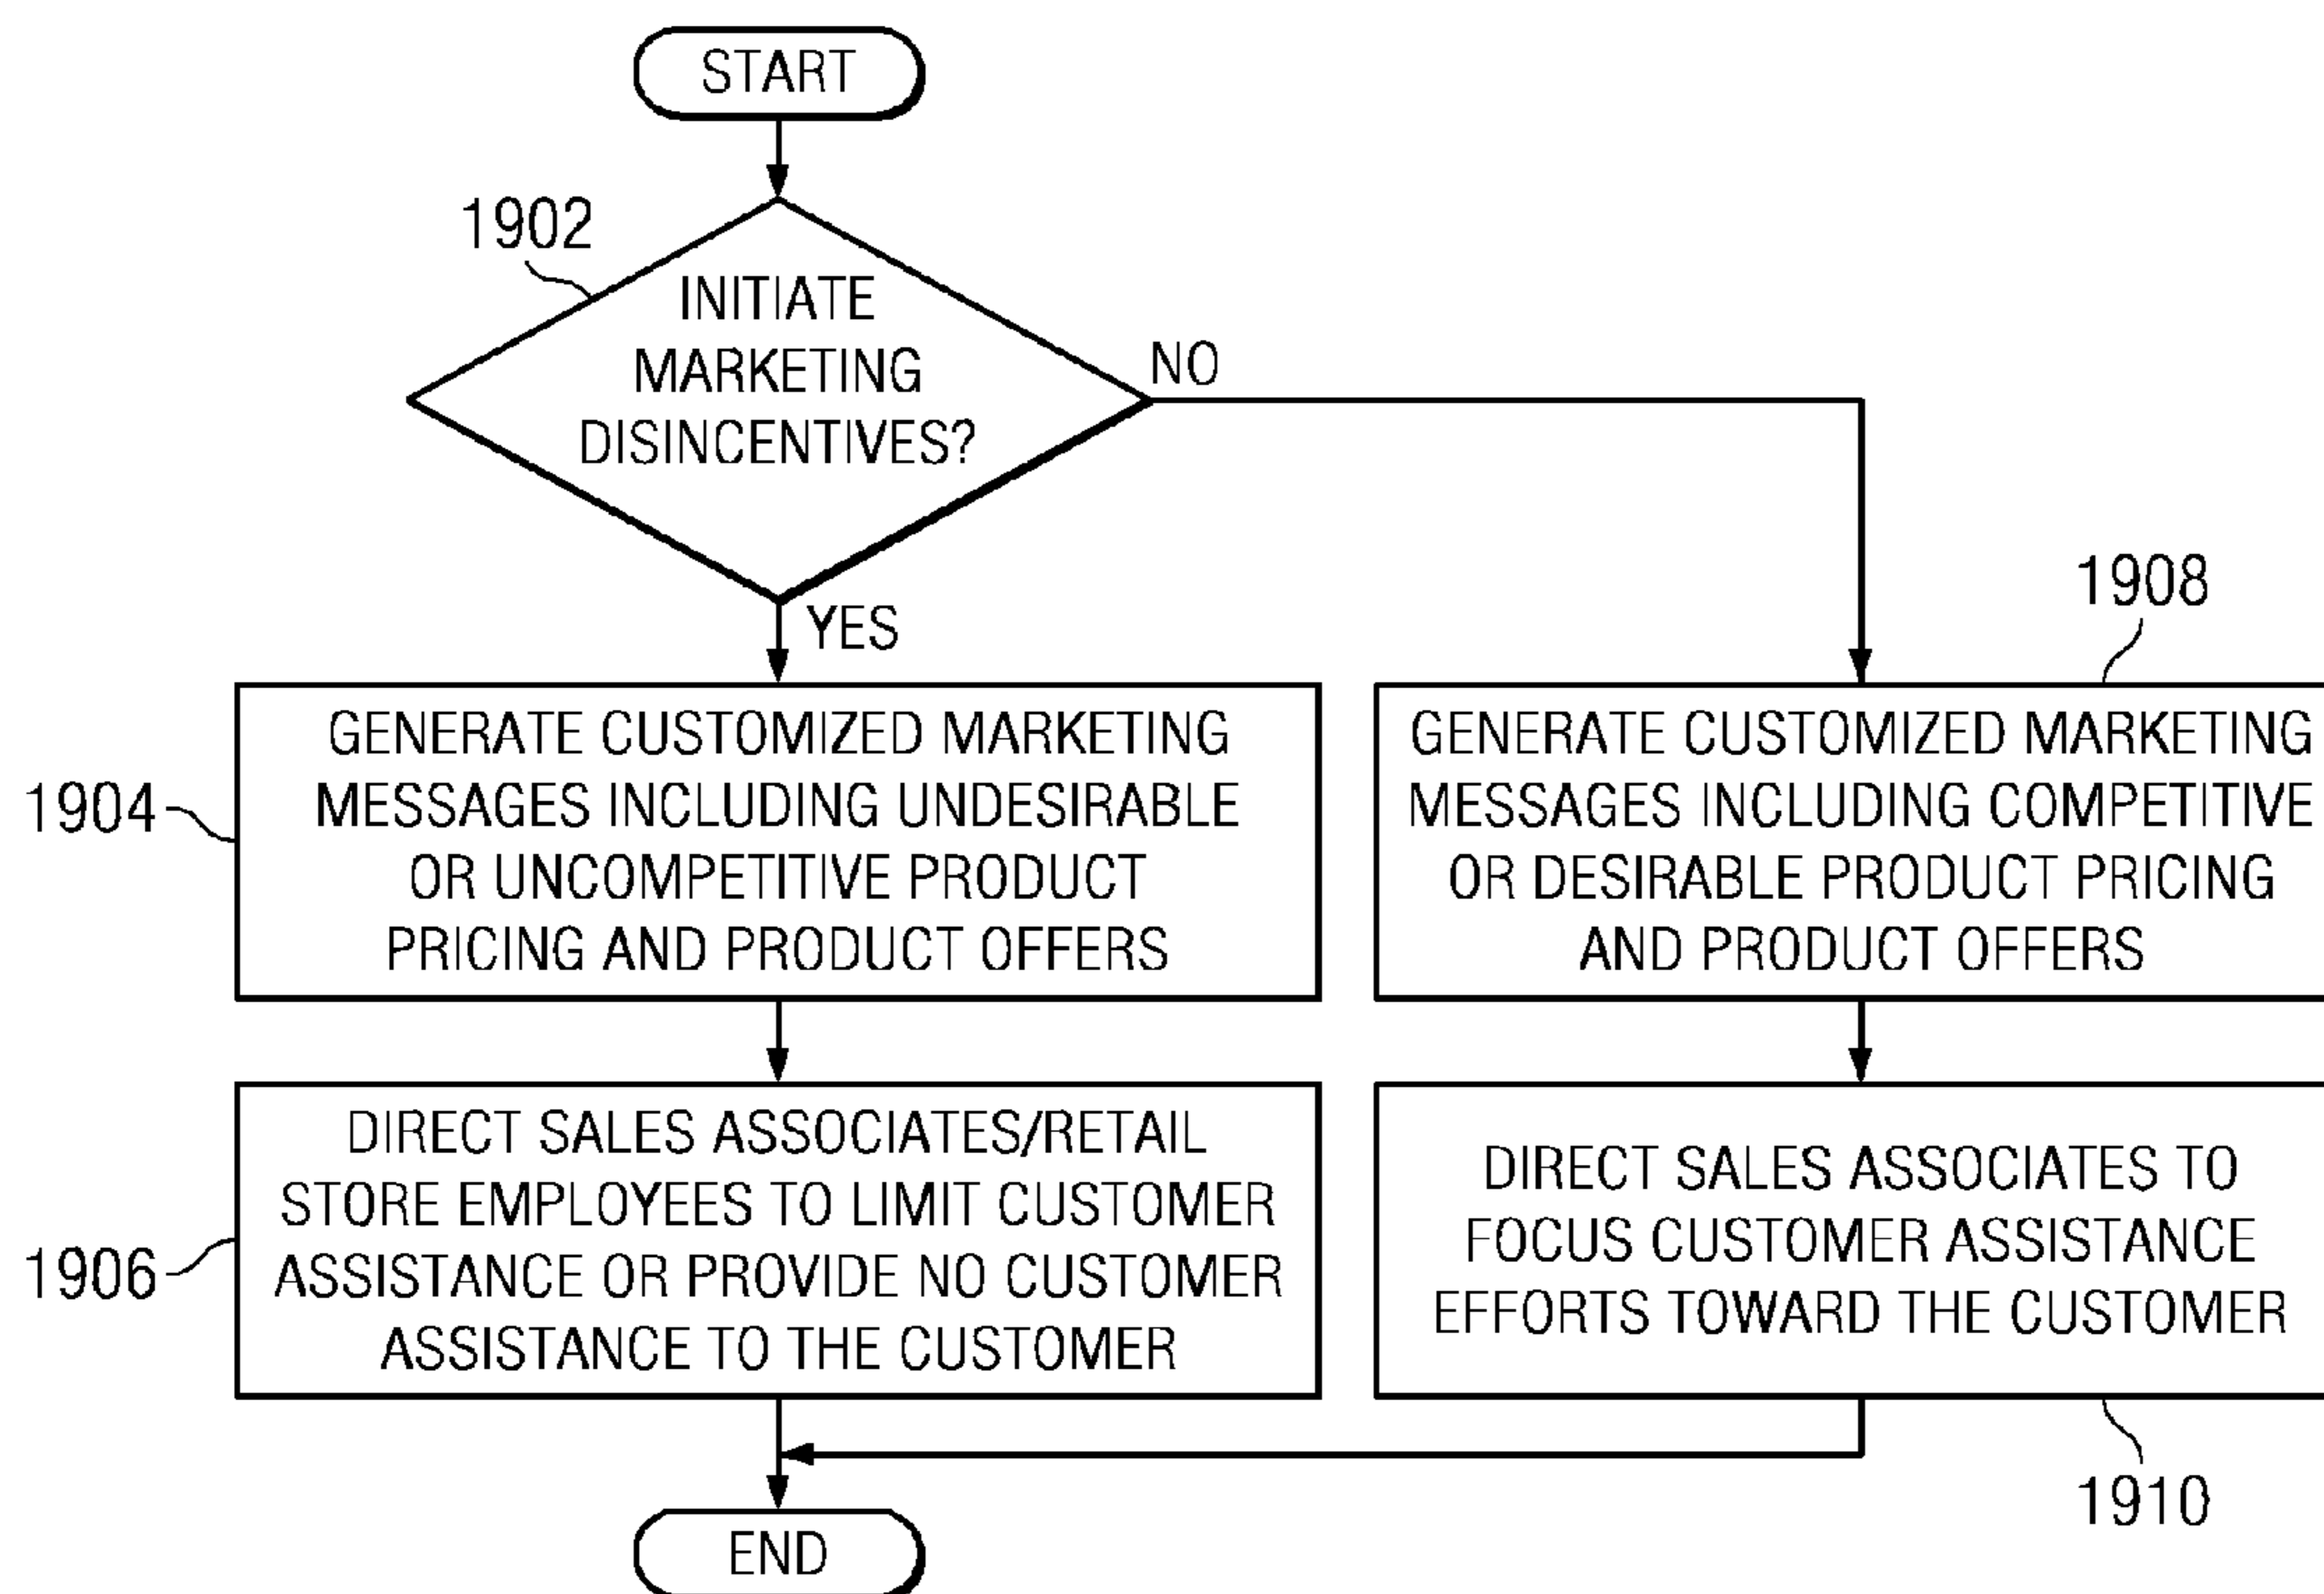 START
1902
INITIATE
MARKETING
DISINCENTIVES?
NO
YES
1904
GENERATE CUSTOMIZED MARKETING
MESSAGES INCLUDING UNDESIRABLE
OR UNCOMPETITIVE PRODUCT
PRICING AND PRODUCT OFFERS
1908
GENERATE CUSTOMIZED MARKETING
MESSAGES INCLUDING COMPETITIVE
OR DESIRABLE PRODUCT PRICING
AND PRODUCT OFFERS
1906
DIRECT SALES ASSOCIATES/RETAIL
STORE EMPLOYEES TO LIMIT CUSTOMER
ASSISTANCE OR PROVIDE NO CUSTOMER
ASSISTANCE TO THE CUSTOMER
DIRECT SALES ASSOCIATES TO
FOCUS CUSTOMER ASSISTANCE
EFFORTS TOWARD THE CUSTOMER
1910
END